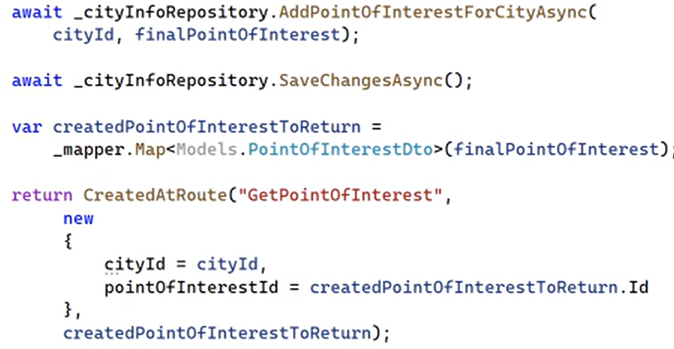 await _cityInfoRepository.AddPointOfInterestForCityAsync(
    cityId, finalPointOfInterest);
await _cityInfoRepository.SaveChangesAsync();
var createdPointOfInterestToReturn =
    _mapper.Map<Models.PointOfInterestDto>(finalPointOfInterest);
return CreatedAtRoute("GetPointOfInterest",
     new
     {
         cityId = cityId,
         pointOfInterestId = createdPointOfInterestToReturn.Id
     },
     createdPointOfInterestToReturn);